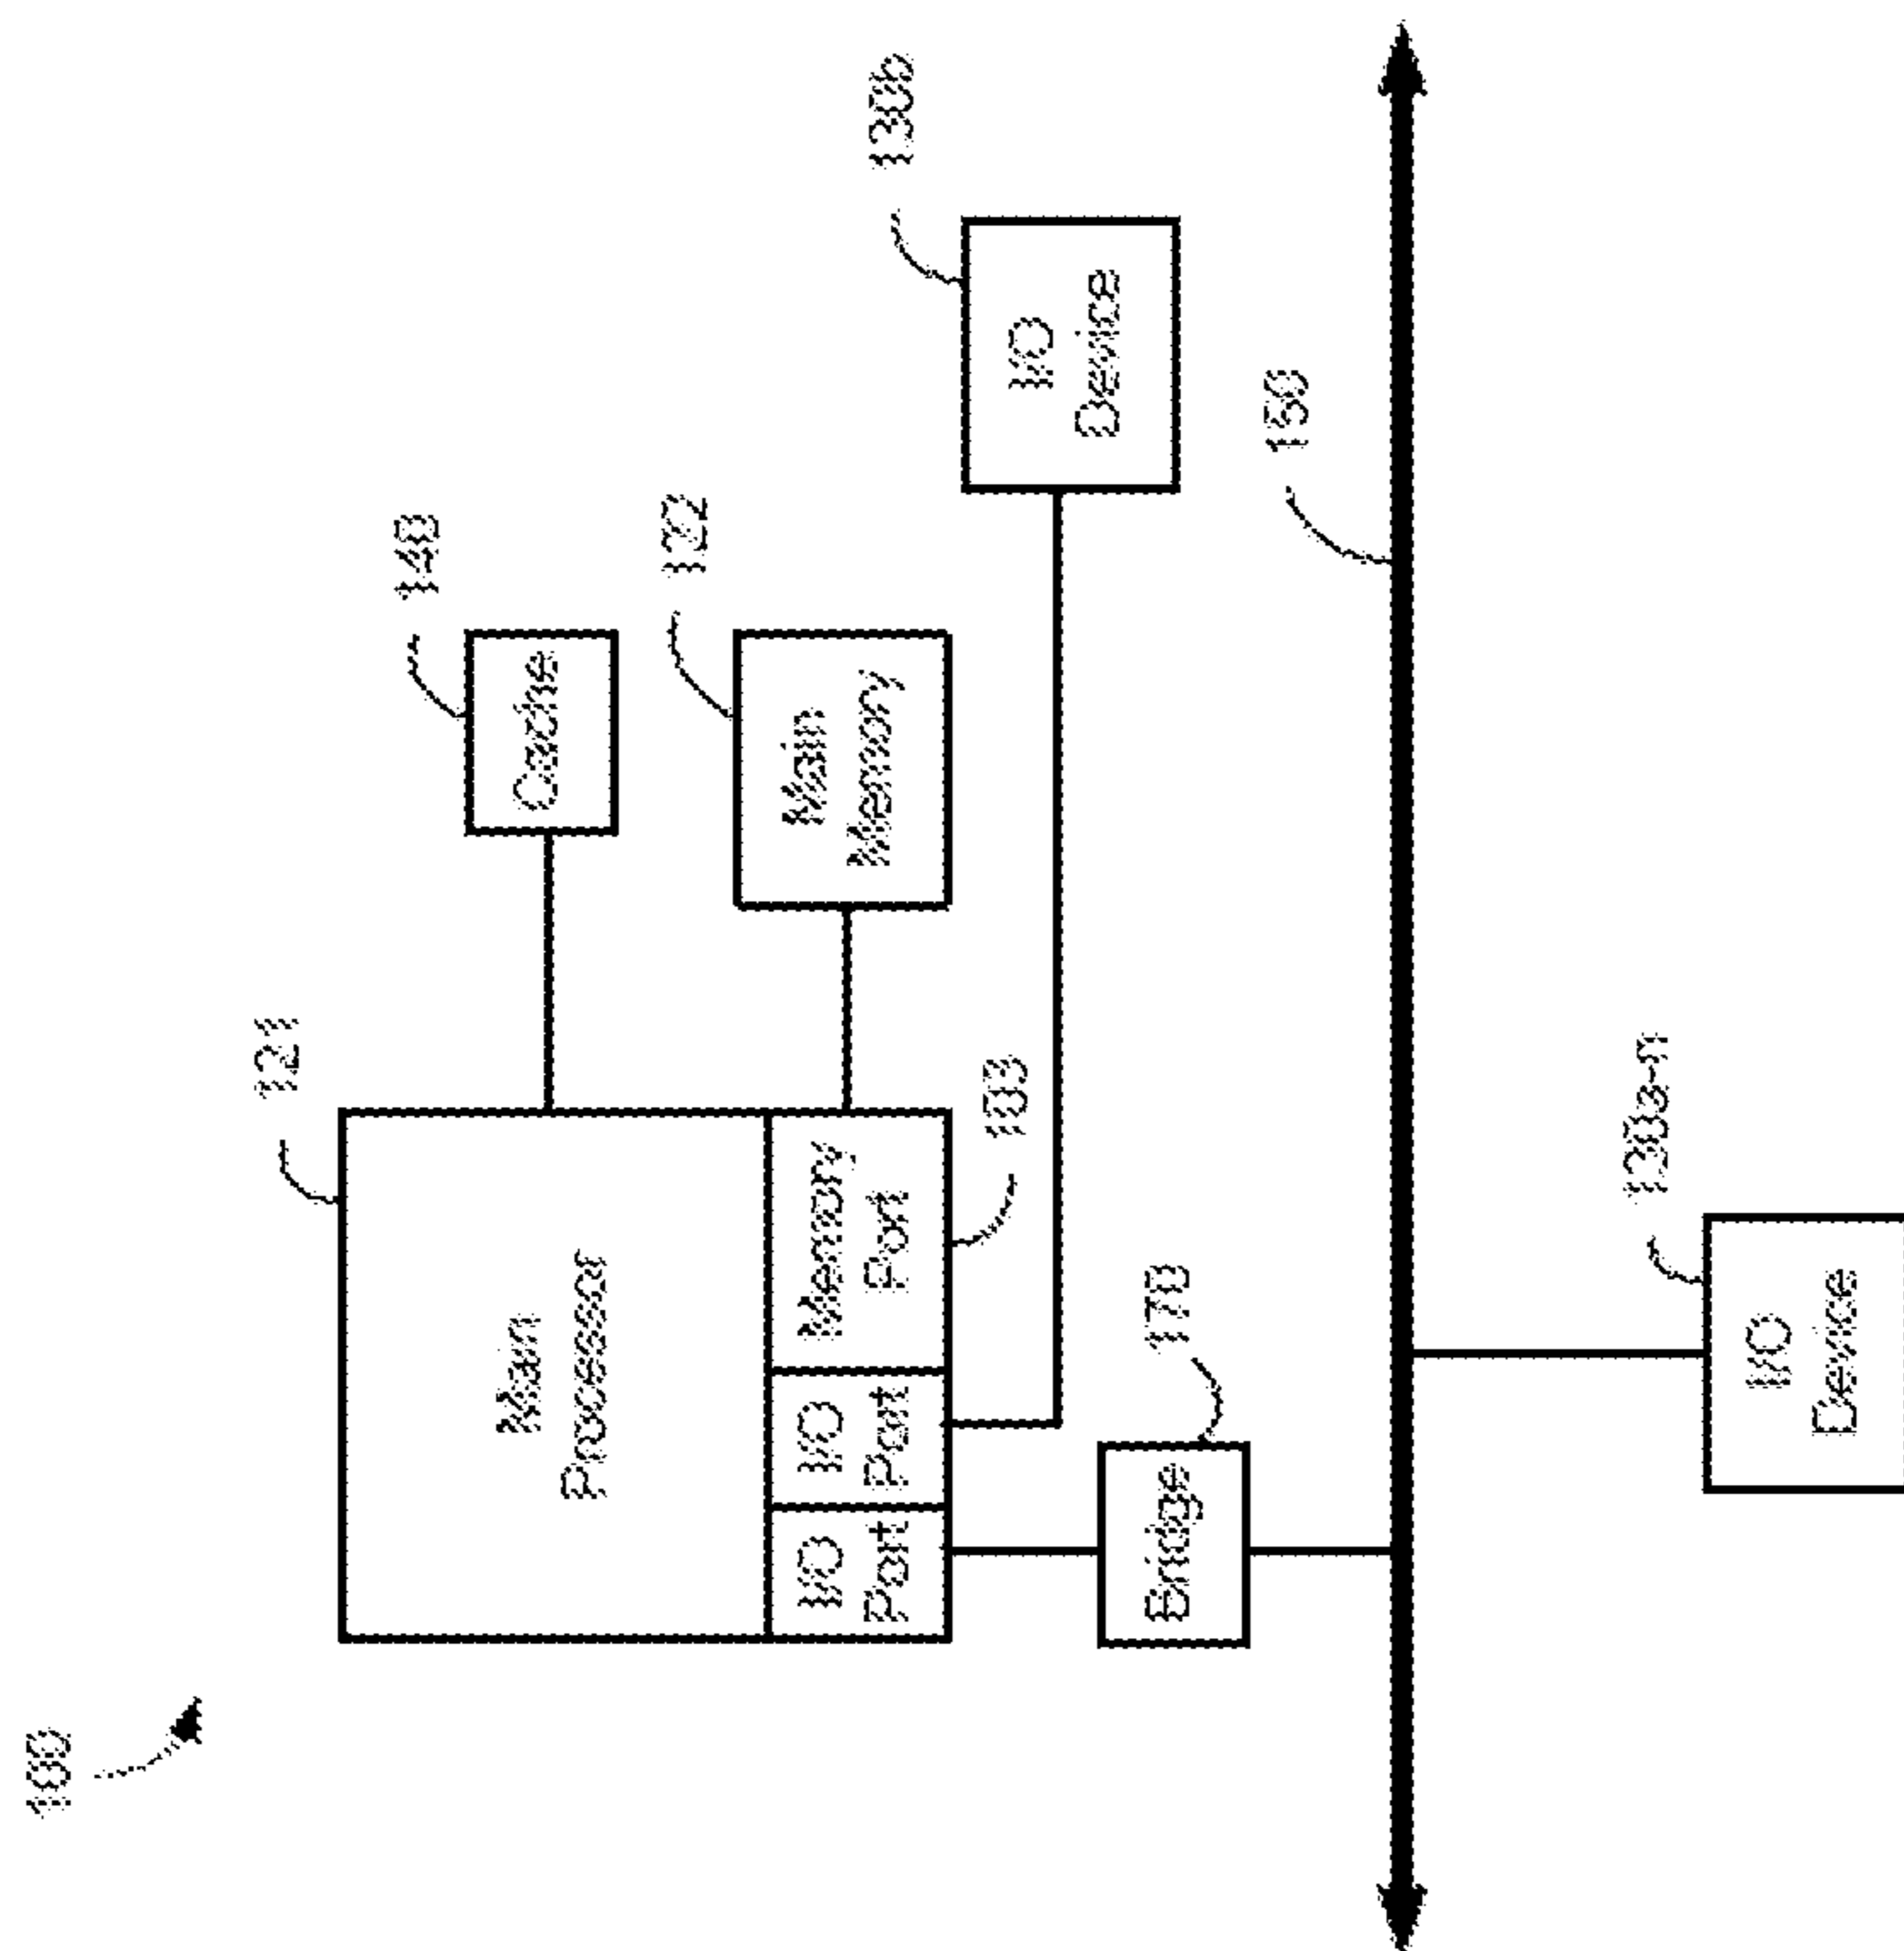 100
121
Main
Processor
I/O
Port
I/O
Port
Memory
Port
103
140
Cache
122
Main
Memory
130b
I/O
Device
170
Bridge
150
130a-n
I/O
Device